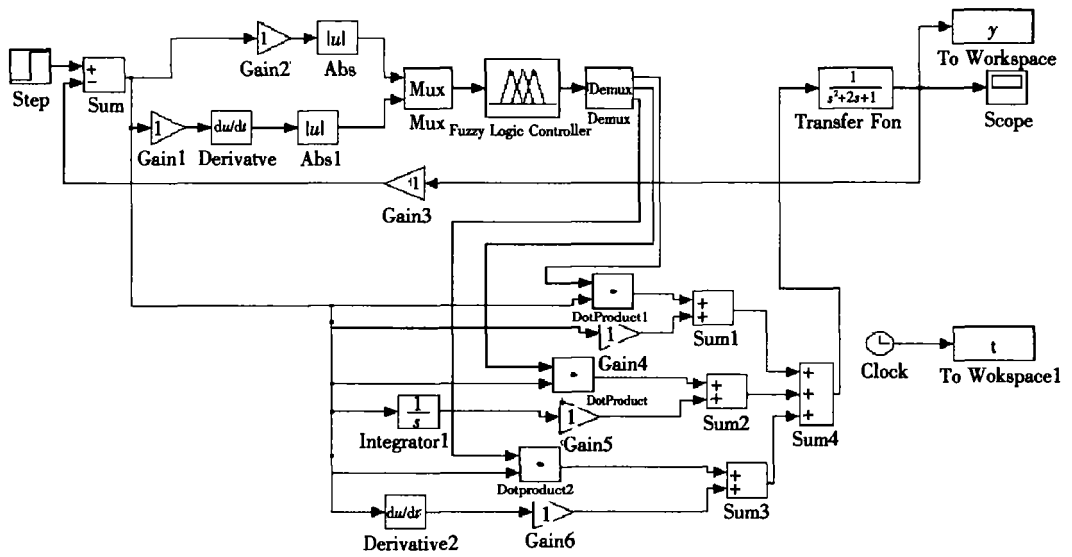 y
To Workspace
Step
+
−
Sum
1
Gain2
|u|
Abs
1
Gain1
du/dt
Derivatve
|u|
Abs1
Mux
Mux
Fuzzy Logic Controller
Demux
Demux
1
s²+2s+1
Transfer Fon
Scope
1
Gain3
DotProduct1
1
Gain4
+
+
Sum1
Clock
t
To Wokspace1
DotProduct
1
s
Integrator1
1
Gain5
+
+
Sum2
+
+
+
Sum4
Dotproduct2
du/dt
Derivative2
1
Gain6
+
+
Sum3